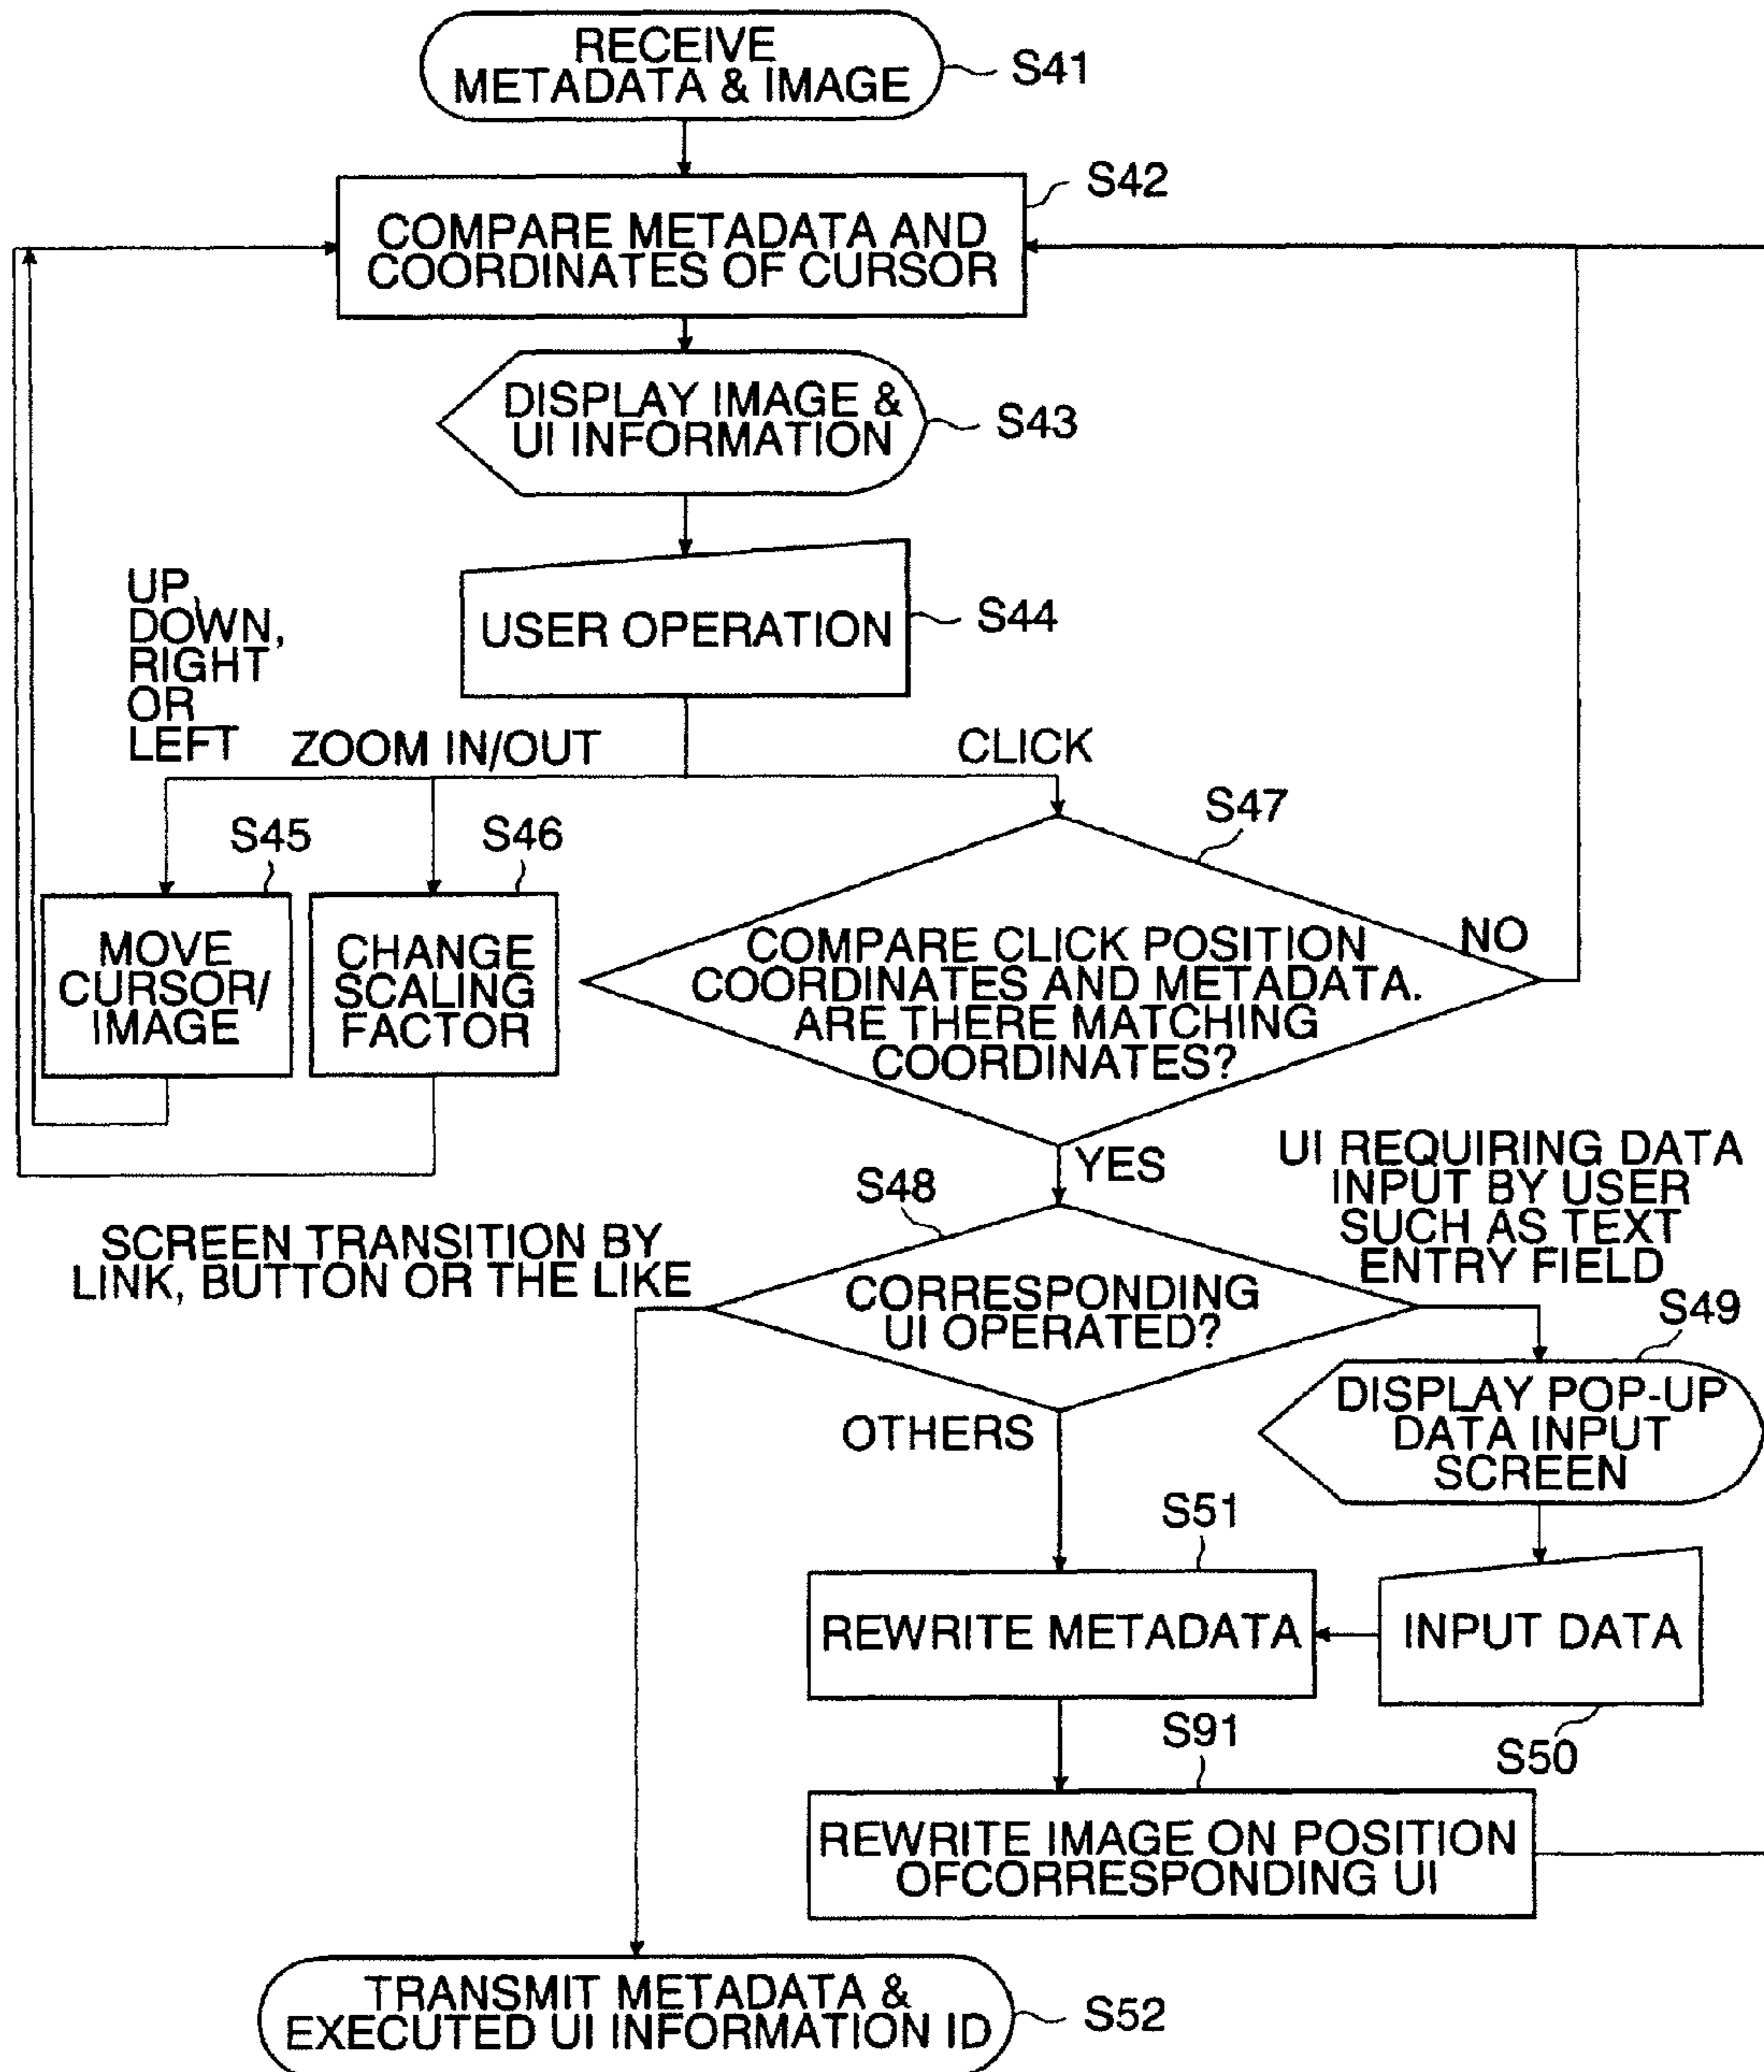 RECEIVE
METADATA & IMAGE
S41
S42
COMPARE METADATA AND
COORDINATES OF CURSOR
DISPLAY IMAGE &
UI INFORMATION
S43
USER OPERATION
S44
UP,
DOWN,
RIGHT
OR
LEFT
ZOOM IN/OUT
CLICK
S45
S46
S47
MOVE
CURSOR/
IMAGE
CHANGE
SCALING
FACTOR
COMPARE CLICK POSITION
COORDINATES AND METADATA.
ARE THERE MATCHING
COORDINATES?
NO
YES
S48
SCREEN TRANSITION BY
LINK, BUTTON OR THE LIKE
CORRESPONDING
UI OPERATED?
UI REQUIRING DATA
INPUT BY USER
SUCH AS TEXT
ENTRY FIELD
S49
DISPLAY POP-UP
DATA INPUT
SCREEN
OTHERS
S51
REWRITE METADATA
INPUT DATA
S50
S91
REWRITE IMAGE ON POSITION
OFCORRESPONDING UI
TRANSMIT METADATA &
EXECUTED UI INFORMATION ID
S52